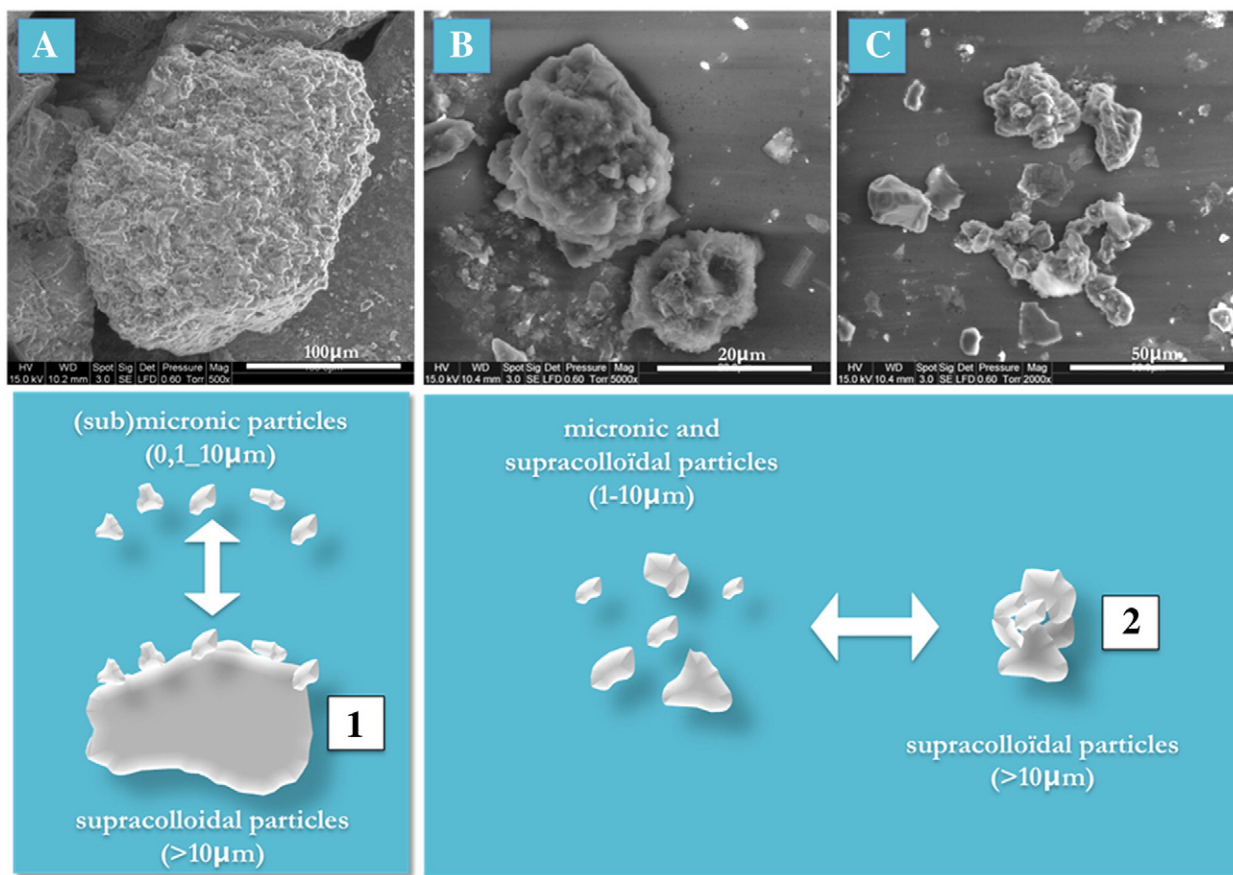 A
B
C
100μm
HV WD Spot Sig Det Pressure Mag
15.0 kV 10.2 mm 3.0 SE LFD 0.60 Torr 500x
20μm
HV WD Spot Sig Det Pressure Mag
15.0 kV 10.4 mm 3.0 SE LFD 0.60 Torr 5000x
50μm
HV WD Spot Sig Det Pressure Mag
15.0 kV 10.4 mm 3.0 SE LFD 0.60 Torr 2000x
(sub)micronic particles
(0,1_10μm)
1
supracolloidal particles
(>10μm)
micronic and
supracolloïdal particles
(1-10μm)
2
supracolloïdal particles
(>10μm)